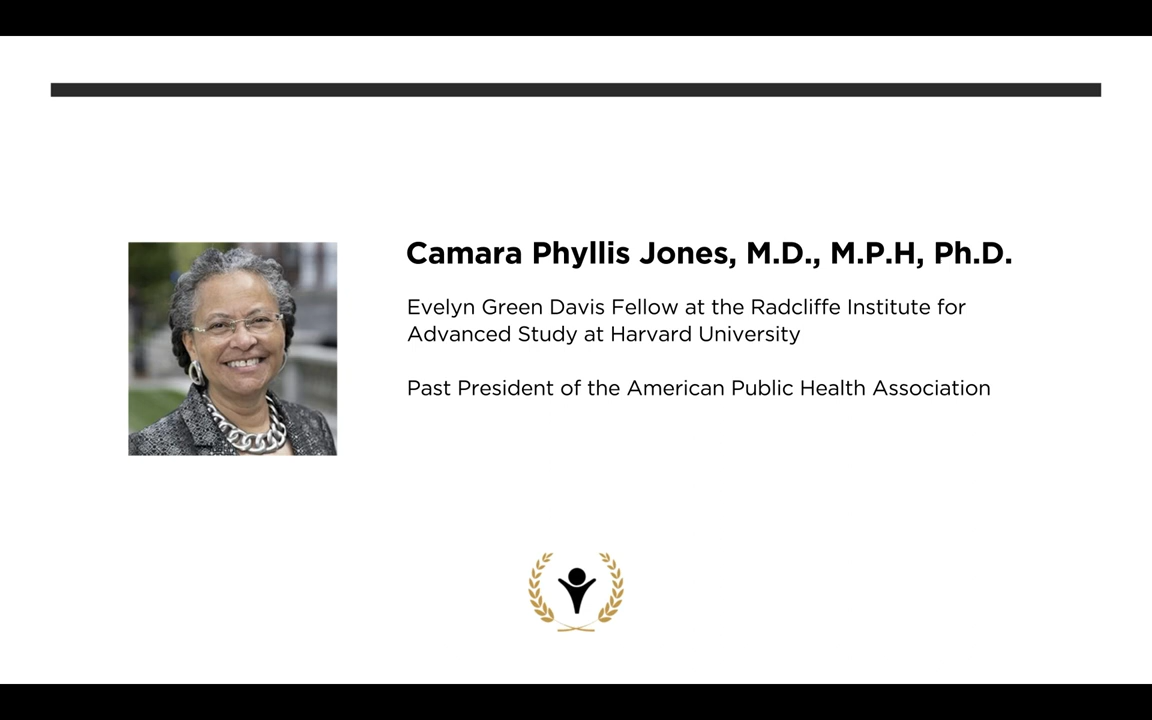 Camara Phyllis Jones, M.D., M.P.H, Ph.D.
Evelyn Green Davis Fellow at the Radcliffe Institute for
Advanced Study at Harvard University
Past President of the American Public Health Association